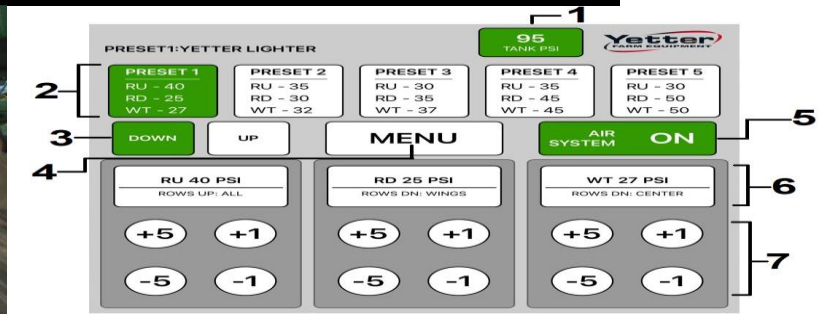 1
95
TANK PSI
Yetter
FARM EQUIPMENT
PRESET1:YETTER LIGHTER
2
PRESET 1
RU - 40
RD - 25
WT - 27
PRESET 2
RU - 35
RD - 30
WT - 32
PRESET 3
RU - 30
RD - 35
WT - 37
PRESET 4
RU - 35
RD - 45
WT - 45
PRESET 5
RU - 30
RD - 50
WT - 50
3
DOWN
UP
MENU
AIR
SYSTEM ON
5
4
RU 40 PSI
ROWS UP: ALL
RD 25 PSI
ROWS DN: WINGS
WT 27 PSI
ROWS DN: CENTER
6
+5 +1
-5 -1
+5 +1
-5 -1
+5 +1
-5 -1
7